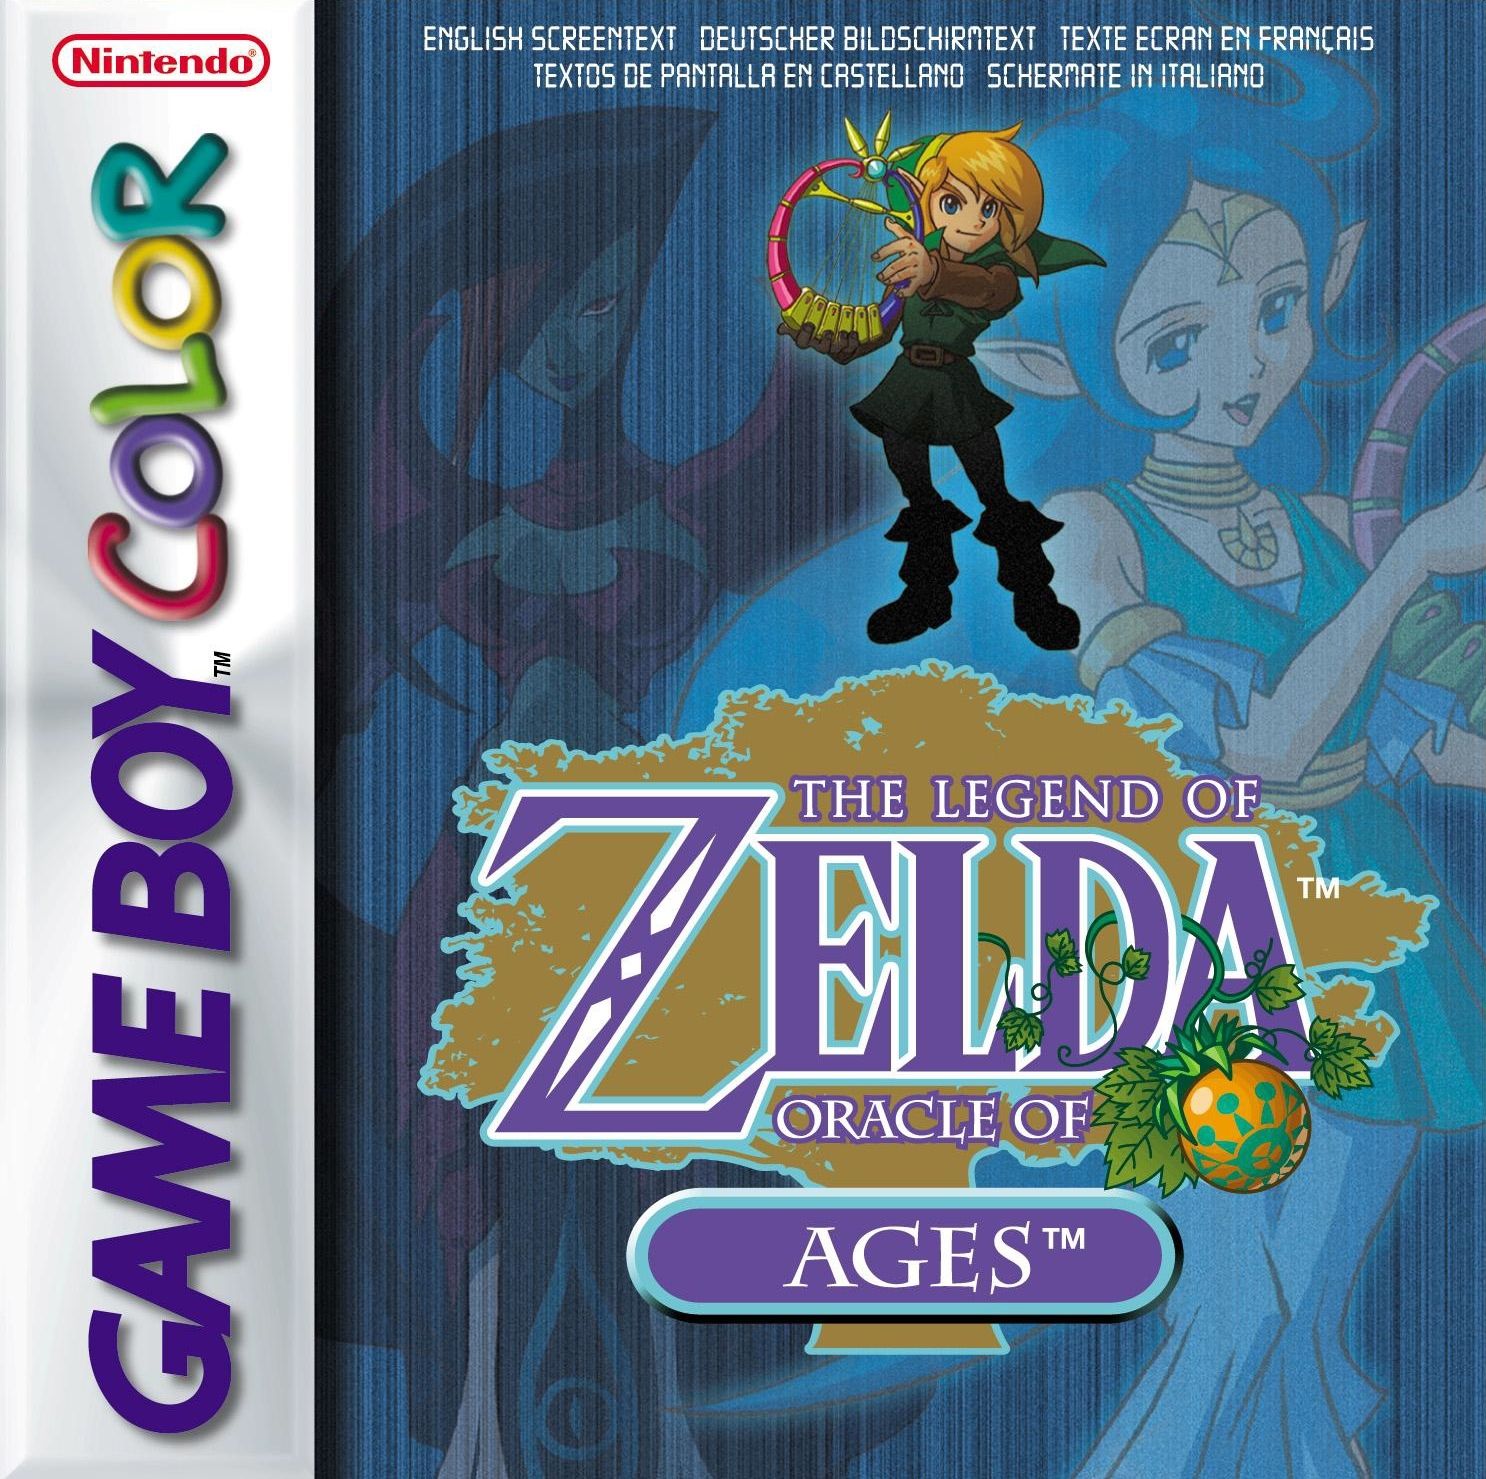 Nintendo®
GAME BOY COLOR™
ENGLISH SCREENTEXT DEUTSCHER BILDSCHIRMTEXT TEXTE ECRAN EN FRANÇAIS
TEXTOS DE PANTALLA EN CASTELLANO SCHERMATE IN ITALIANO
THE LEGEND OF
ZELDA™
ORACLE OF
AGES™